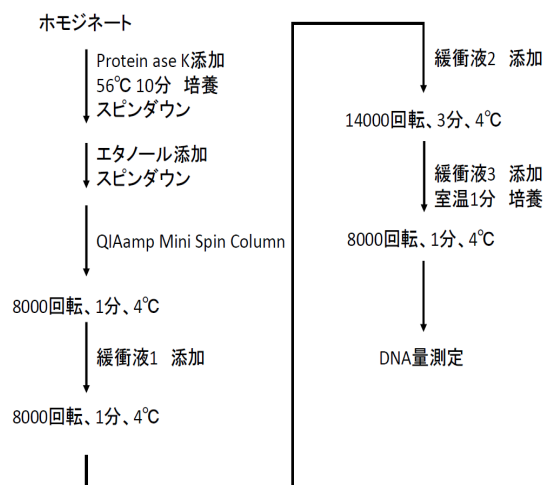 ホモジネート
Protein ase K添加
56℃ 10分 培養
スピンダウン
エタノール添加
スピンダウン
QIAamp Mini Spin Column
8000回転、1分、4℃
緩衝液1 添加
8000回転、1分、4℃
緩衝液2 添加
14000回転、3分、4℃
緩衝液3 添加
室温1分 培養
8000回転、1分、4℃
DNA量測定